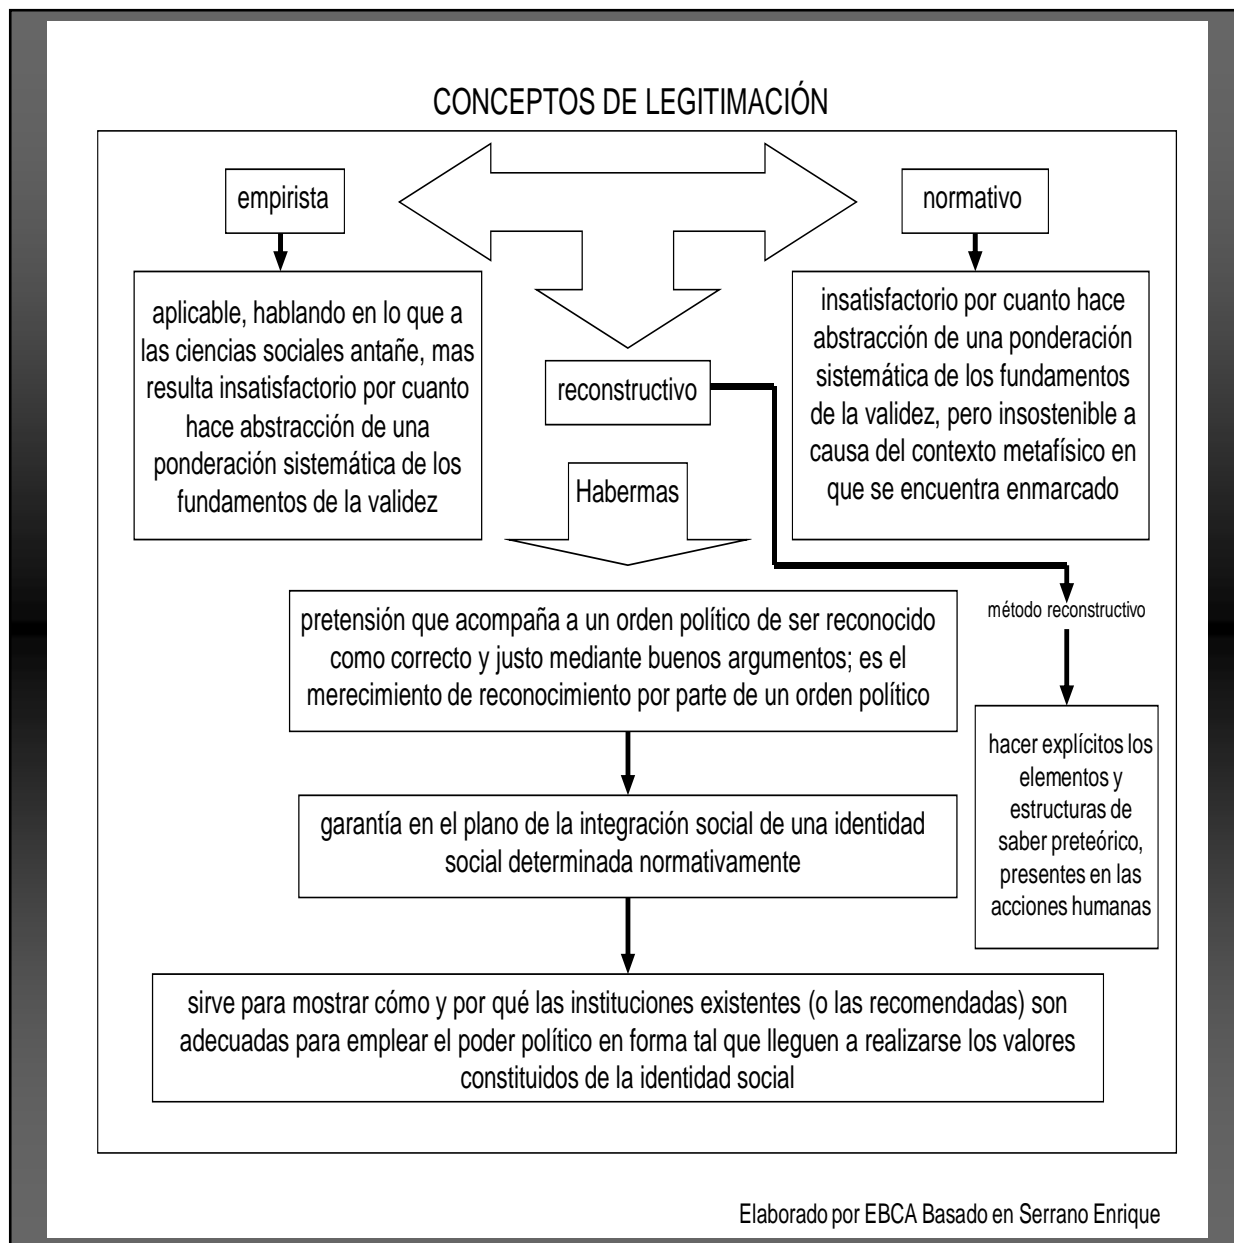 CONCEPTOS DE LEGITIMACIÓN
empirista
normativo
aplicable, hablando en lo que a
las ciencias sociales antañe, mas
resulta insatisfactorio por cuanto
hace abstracción de una
ponderación sistemática de los
fundamentos de la validez
insatisfactorio por cuanto hace
abstracción de una ponderación
sistemática de los fundamentos
de la validez, pero insostenible a
causa del contexto metafísico en
que se encuentra enmarcado
reconstructivo
Habermas
método reconstructivo
pretensión que acompaña a un orden político de ser reconocido
como correcto y justo mediante buenos argumentos; es el
merecimiento de reconocimiento por parte de un orden político
hacer explícitos los
elementos y
estructuras de
saber preteórico,
presentes en las
acciones humanas
garantía en el plano de la integración social de una identidad
social determinada normativamente
sirve para mostrar cómo y por qué las instituciones existentes (o las recomendadas) son
adecuadas para emplear el poder político en forma tal que lleguen a realizarse los valores
constituidos de la identidad social
Elaborado por EBCA Basado en Serrano Enrique